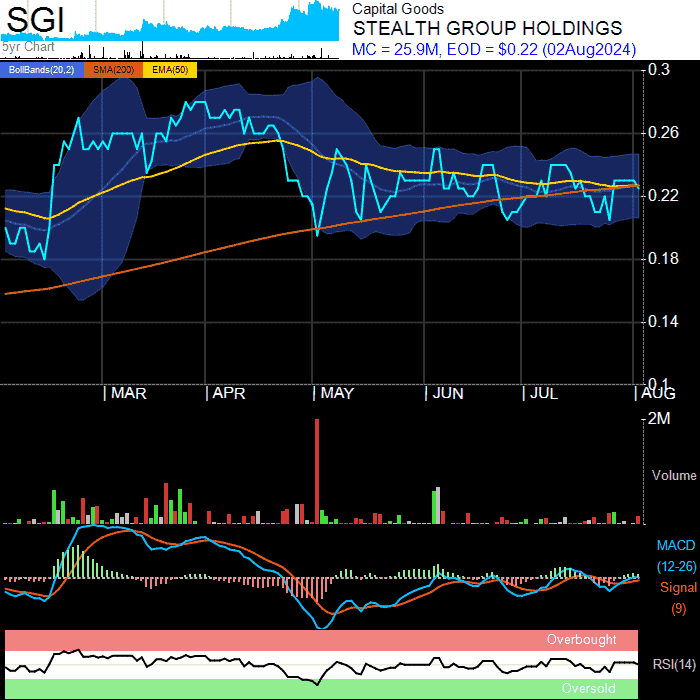 SGI
5yr Chart
Capital Goods
STEALTH GROUP HOLDINGS
MC = 25.9M, EOD = $0.22 (02Aug2024)
BollBands(20,2) SMA(200) EMA(50)
0.3
0.26
0.22
0.18
0.14
0.1
MAR APR MAY JUN JUL AUG
2M
Volume
MACD
(12-26)
Signal
(9)
Overbought
RSI(14)
Oversold